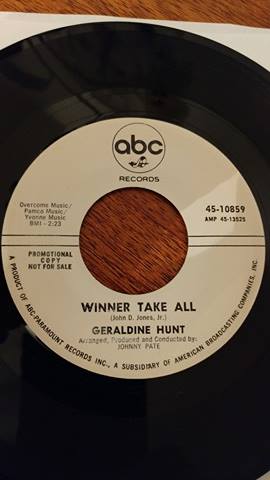 abc
RECORDS
Overcome Music/
Pamco Music/
Yvonne Music
BMI - 2:23
45-10859
AMP 45-13525
PROMOTIONAL
COPY
NOT FOR SALE
WINNER TAKE ALL
(John D. Jones, Jr.)
GERALDINE HUNT
Arranged, Produced and Conducted by:
JOHNNY PATE
A PRODUCT OF ABC-PARAMOUNT RECORDS INC., A SUBSIDIARY OF AMERICAN BROADCASTING COMPANIES, INC.